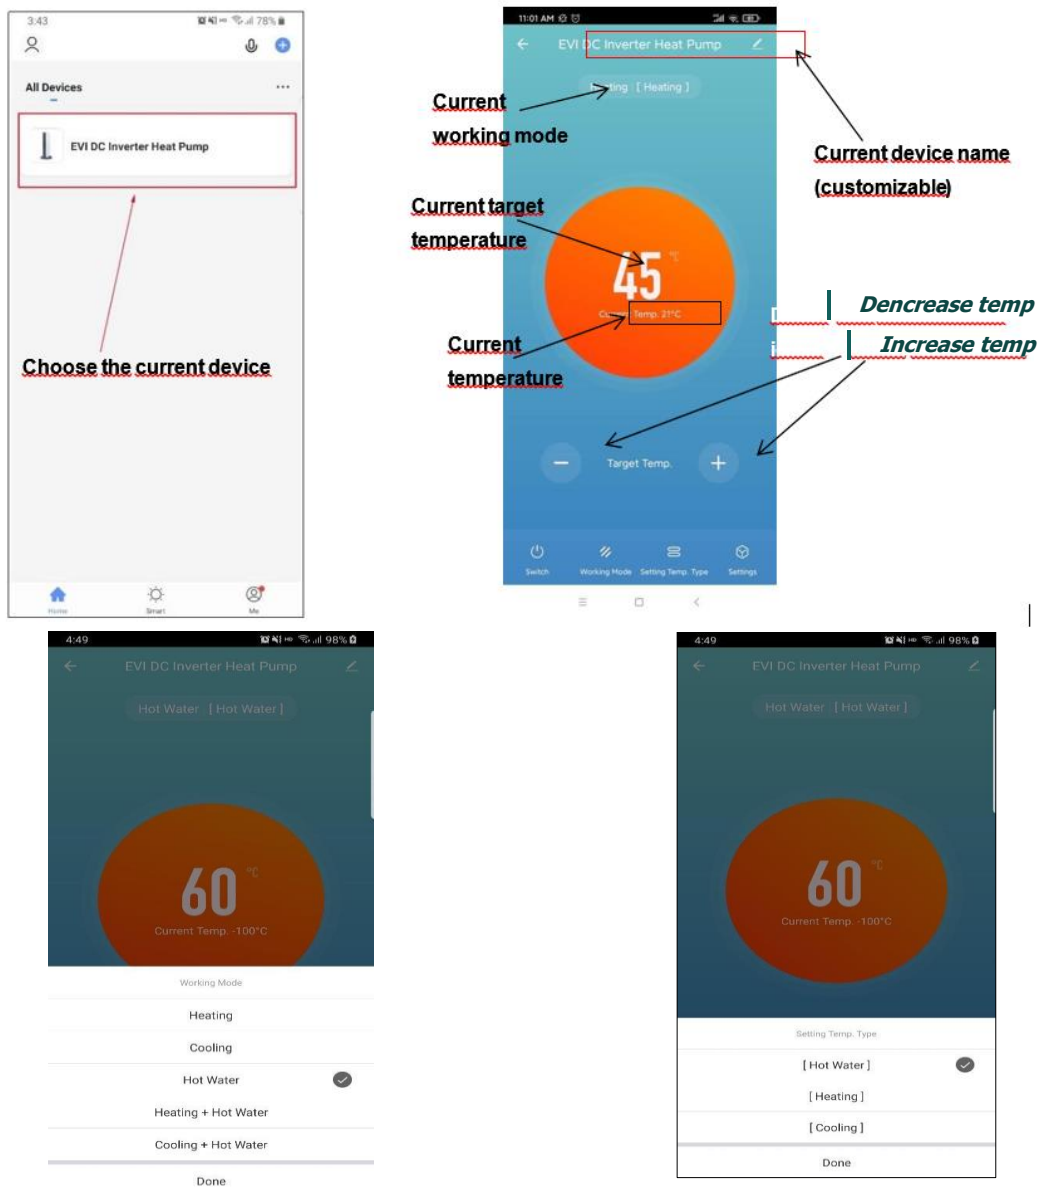 3:43
78%
All Devices
EVI DC Inverter Heat Pump
Choose the current device
Home
Smart
Me
11:01 AM
EVI DC Inverter Heat Pump
Heating [ Heating ]
Current
working mode
Current device name
(customizable)
Current target
temperature
45 °C
Current Temp. 21°C
Current
temperature
Dencrease temp
Increase temp
Target Temp.
Switch
Working Mode
Setting Temp. Type
Settings
4:49
98%
EVI DC Inverter Heat Pump
Hot Water [ Hot Water ]
60 °C
Current Temp. -100°C
Working Mode
Heating
Cooling
Hot Water
Heating + Hot Water
Cooling + Hot Water
Done
4:49
98%
EVI DC Inverter Heat Pump
Hot Water [ Hot Water ]
60 °C
Current Temp. -100°C
Setting Temp. Type
[ Hot Water ]
[ Heating ]
[ Cooling ]
Done